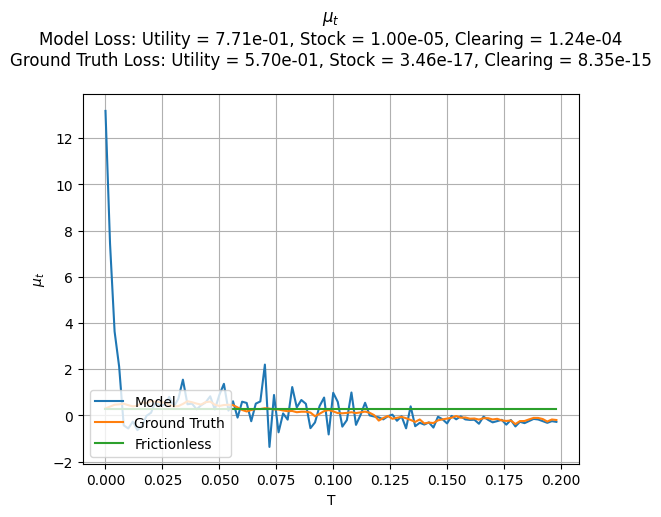 μt
Model Loss: Utility = 7.71e-01, Stock = 1.00e-05, Clearing = 1.24e-04
Ground Truth Loss: Utility = 5.70e-01, Stock = 3.46e-17, Clearing = 8.35e-15
12
10
8
6
4
2
0
−2
μt
Model
Ground Truth
Frictionless
0.000 0.025 0.050 0.075 0.100 0.125 0.150 0.175 0.200
T